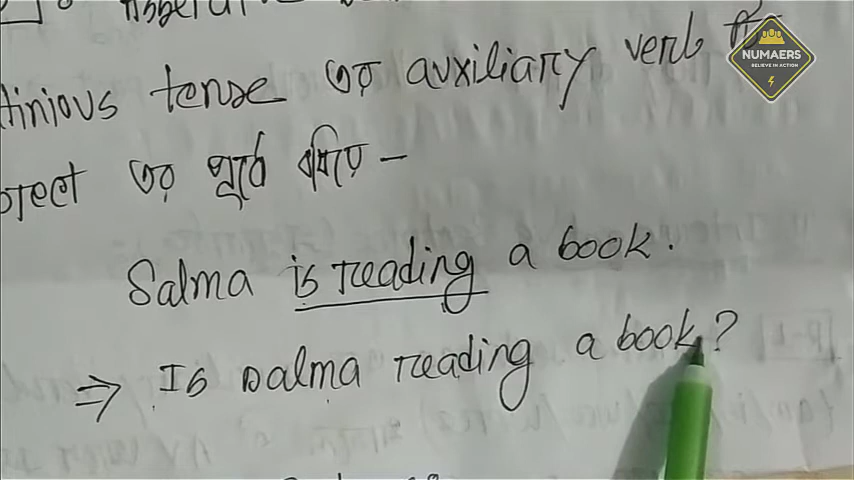 tinious tense এর auxiliary verb কে
এর পূর্বে বসিয়ে -
Salma is reading a book.
⇒ Is Salma reading a book?
NUMAERS
BELIEVE IN ACTION